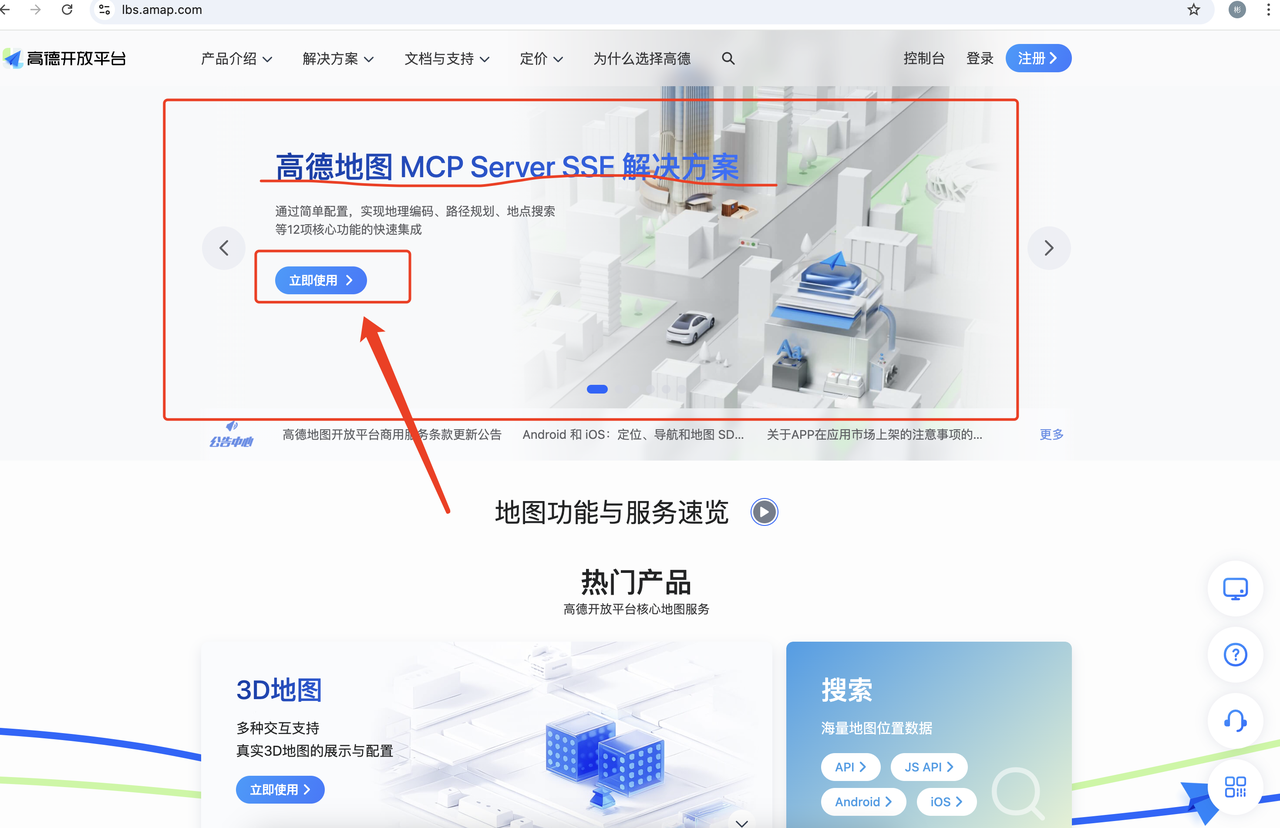 lbs.amap.com
彬
高德开放平台
产品介绍
解决方案
文档与支持
定价
为什么选择高德
控制台
登录
注册
高德地图 MCP Server SSE 解决方案
通过简单配置，实现地理编码、路径规划、地点搜索
等12项核心功能的快速集成
立即使用
公告中心
高德地图开放平台商用服务条款更新公告
Android 和 iOS：定位、导航和地图 SD...
关于APP在应用市场上架的注意事项的...
更多
地图功能与服务速览
热门产品
高德开放平台核心地图服务
3D地图
多种交互支持
真实3D地图的展示与配置
立即使用
搜索
海量地图位置数据
API
JS API
Android
iOS